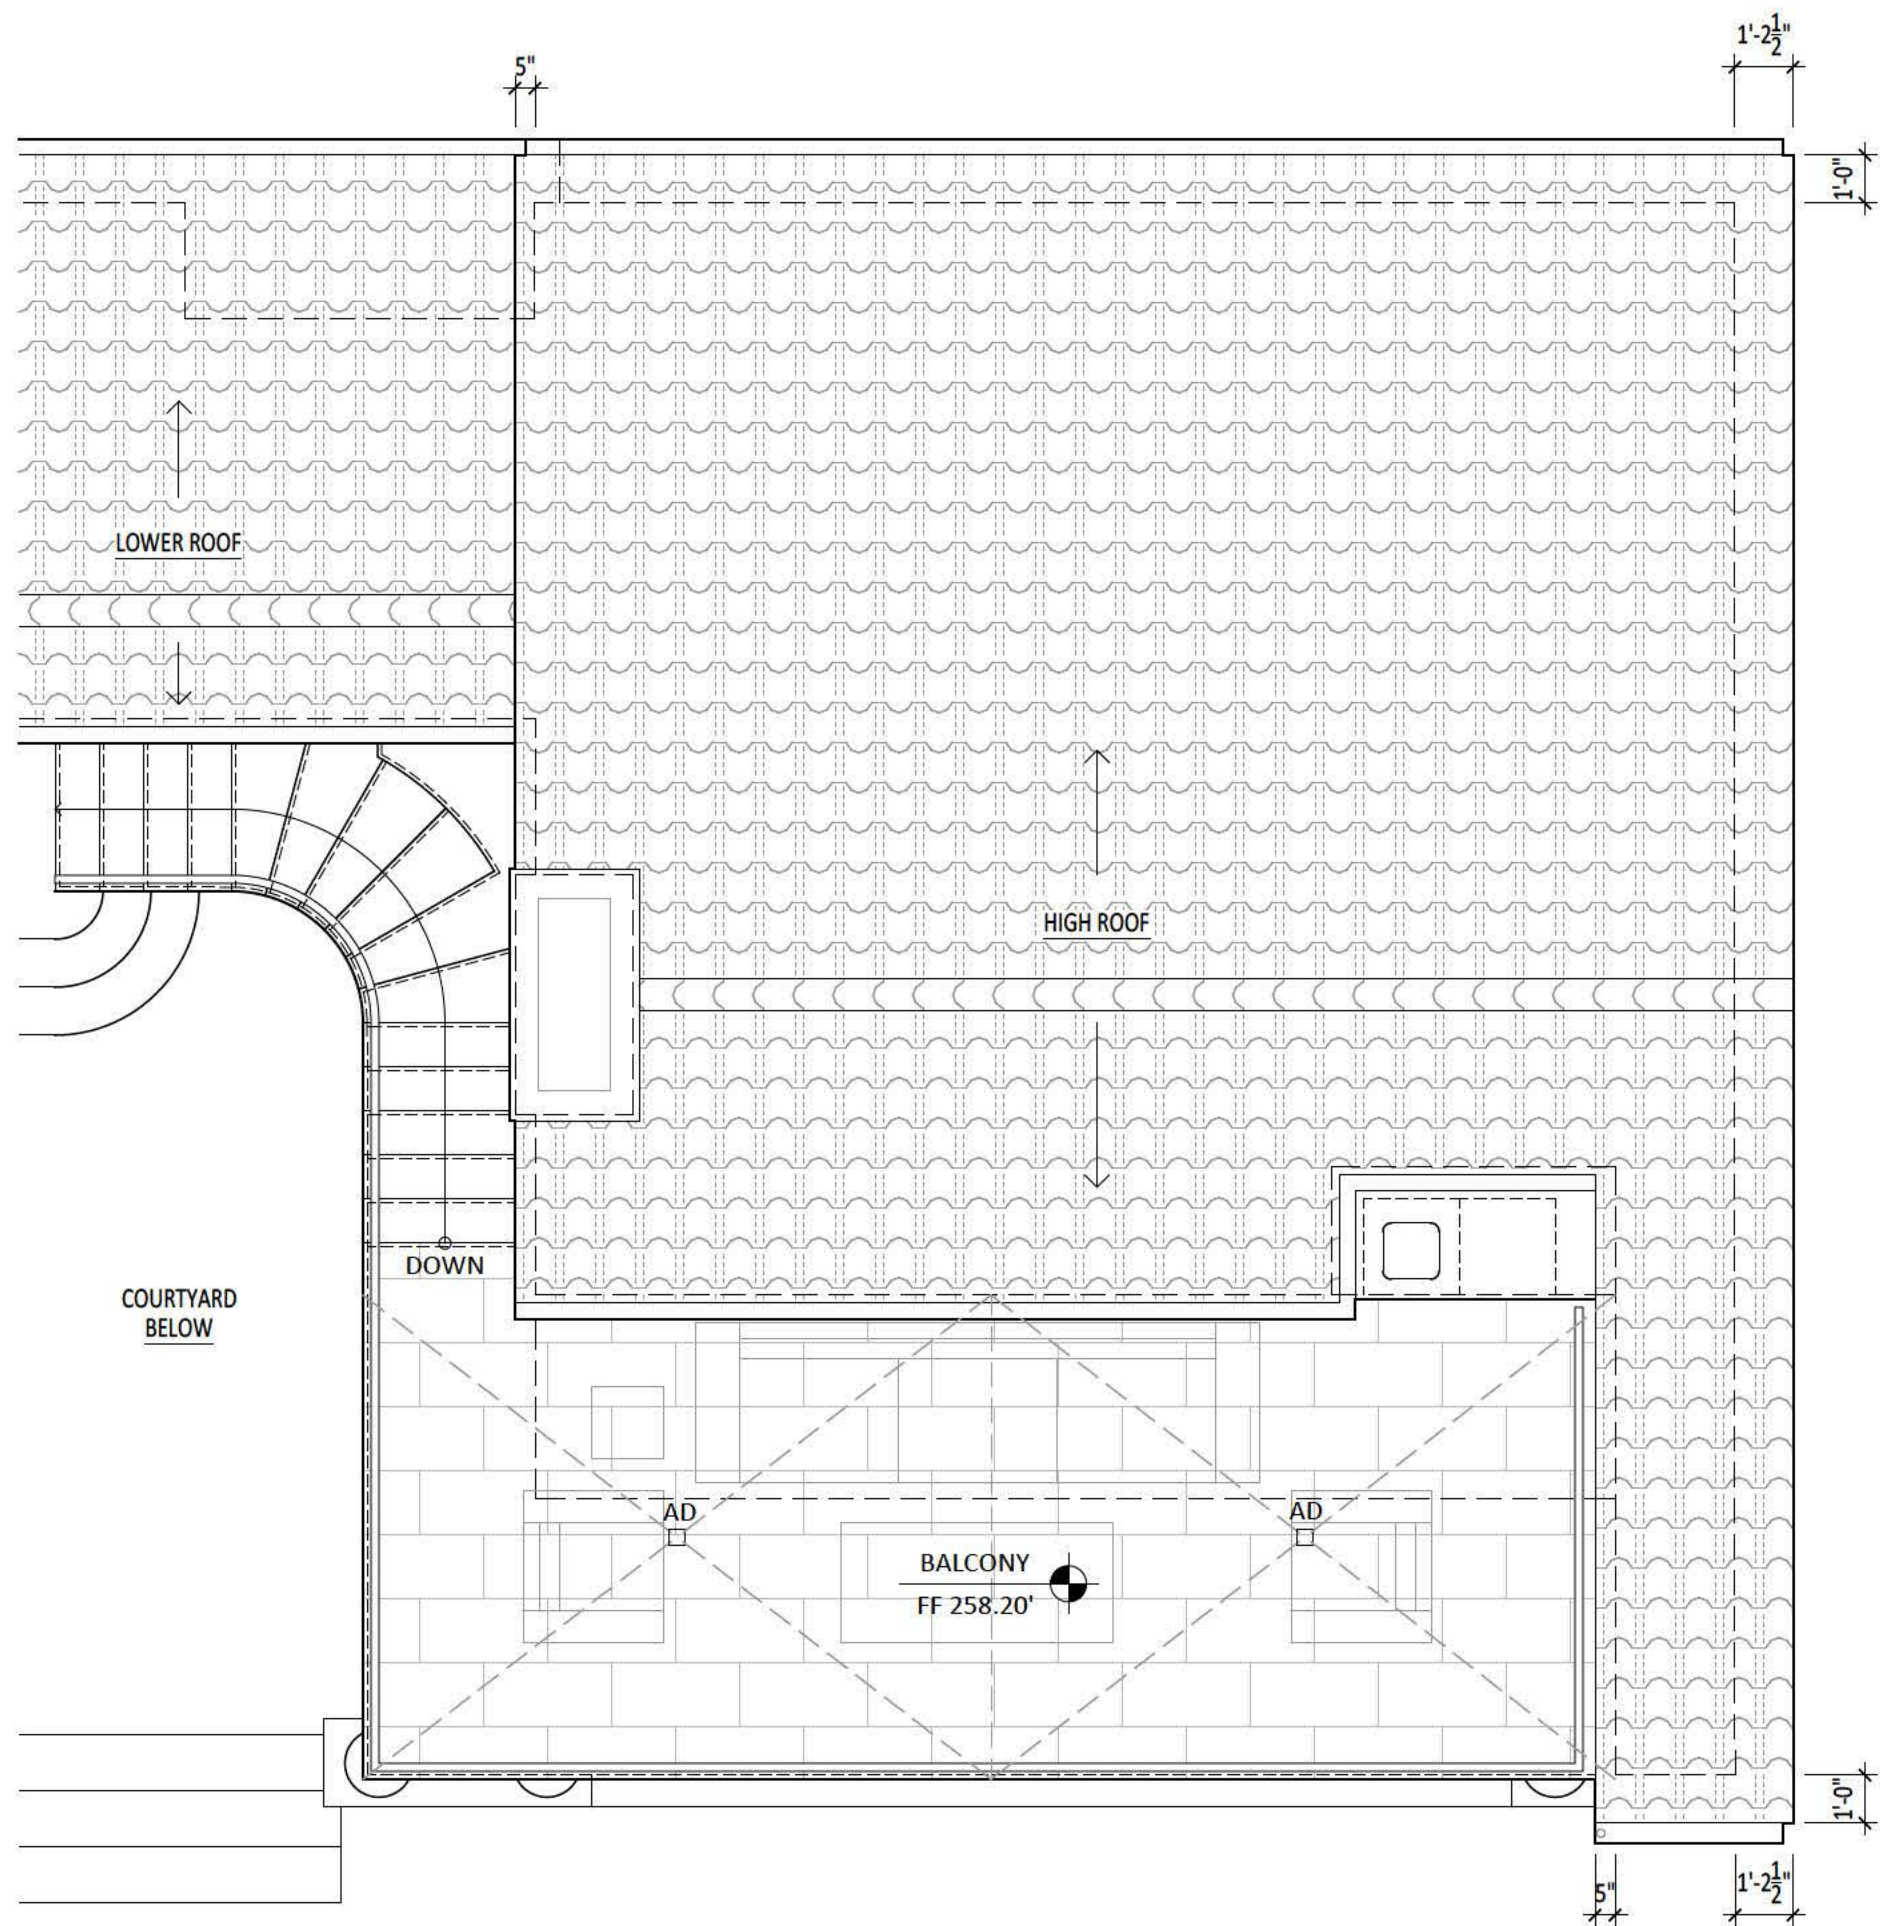 1'-2½"
5"
1'-0"
LOWER ROOF
HIGH ROOF
DOWN
COURTYARD
BELOW
AD
AD
BALCONY
FF 258.20'
1'-0"
5"
1'-2½"